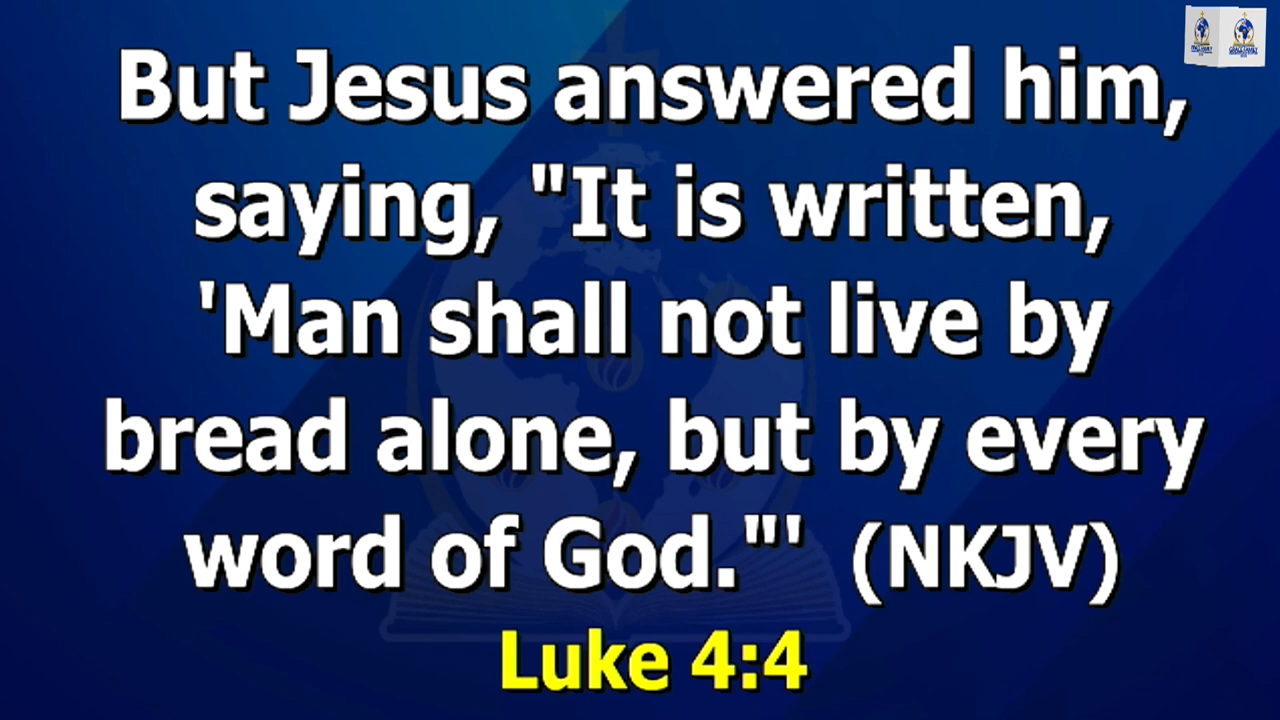 But Jesus answered him,
saying, "It is written,
'Man shall not live by
bread alone, but by every
word of God."' (NKJV)
Luke 4:4